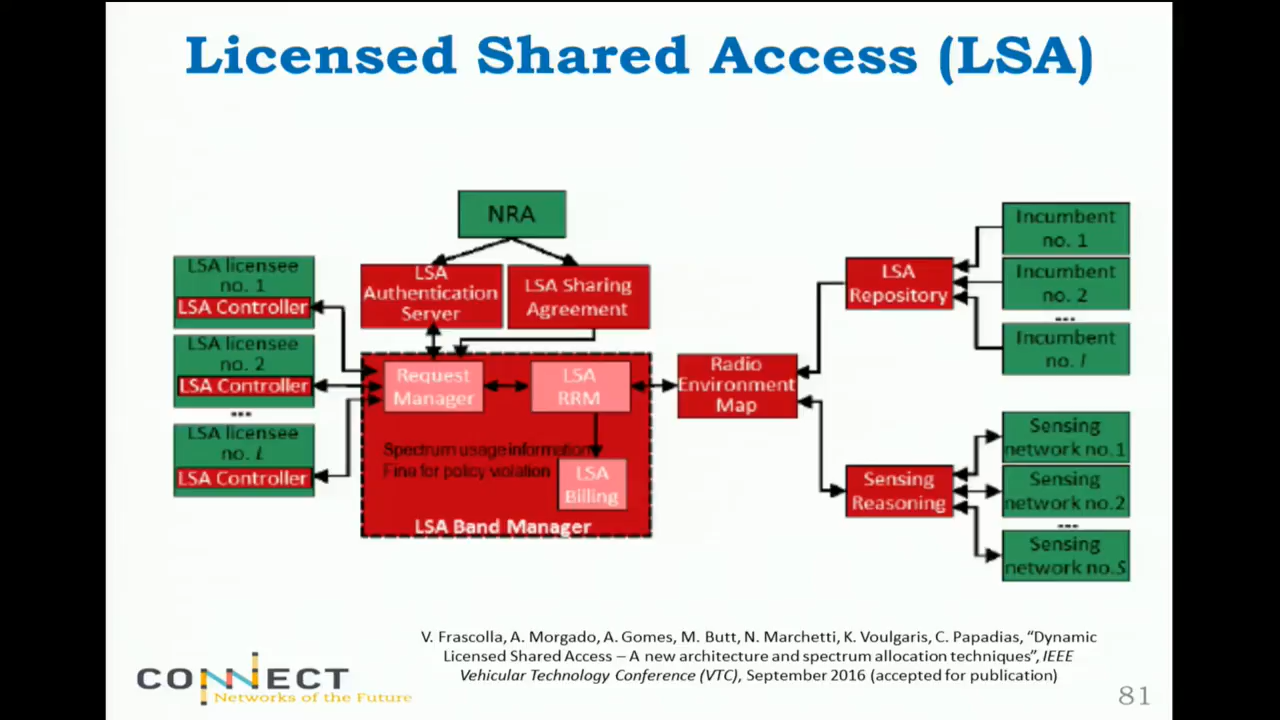 Licensed Shared Access (LSA)
NRA
LSA licensee
no. 1
LSA Controller
LSA licensee
no. 2
LSA Controller
...
LSA licensee
no. L
LSA Controller
LSA
Authentication
Server
LSA Sharing
Agreement
Request
Manager
LSA
RRM
Spectrum usage information
Fine for policy violation
LSA
Billing
LSA Band Manager
Radio
Environment
Map
LSA
Repository
Sensing
Reasoning
Incumbent
no. 1
Incumbent
no. 2
...
Incumbent
no. I
Sensing
network no.1
Sensing
network no.2
...
Sensing
network no.S
V. Frascolla, A. Morgado, A. Gomes, M. Butt, N. Marchetti, K. Voulgaris, C. Papadias, “Dynamic
Licensed Shared Access – A new architecture and spectrum allocation techniques”, IEEE
Vehicular Technology Conference (VTC), September 2016 (accepted for publication)
CONNECT
Networks of the Future
81